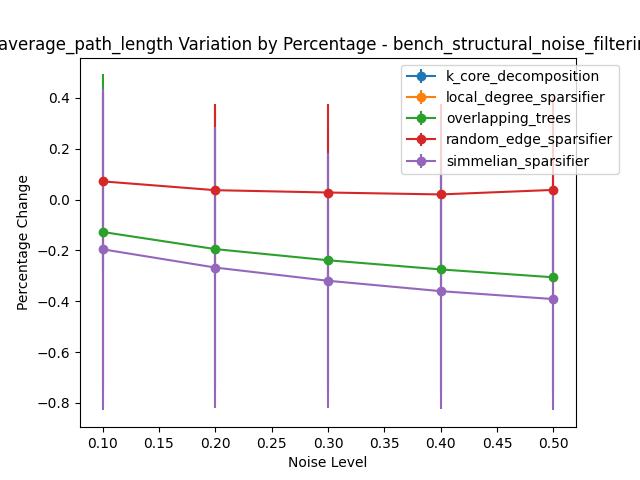 average_path_length Variation by Percentage - bench_structural_noise_filterin
k_core_decomposition
local_degree_sparsifier
overlapping_trees
random_edge_sparsifier
simmelian_sparsifier
Percentage Change
0.4
0.2
0.0
−0.2
−0.4
−0.6
−0.8
0.10 0.15 0.20 0.25 0.30 0.35 0.40 0.45 0.50
Noise Level